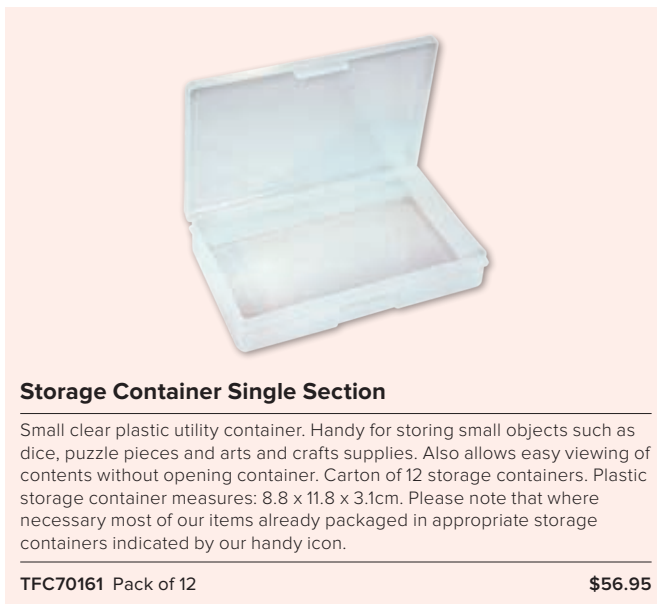 Storage Container Single Section
Small clear plastic utility container. Handy for storing small objects such as
dice, puzzle pieces and arts and crafts supplies. Also allows easy viewing of
contents without opening container. Carton of 12 storage containers. Plastic
storage container measures: 8.8 x 11.8 x 3.1cm. Please note that where
necessary most of our items already packaged in appropriate storage
containers indicated by our handy icon.
TFC70161 Pack of 12 $56.95